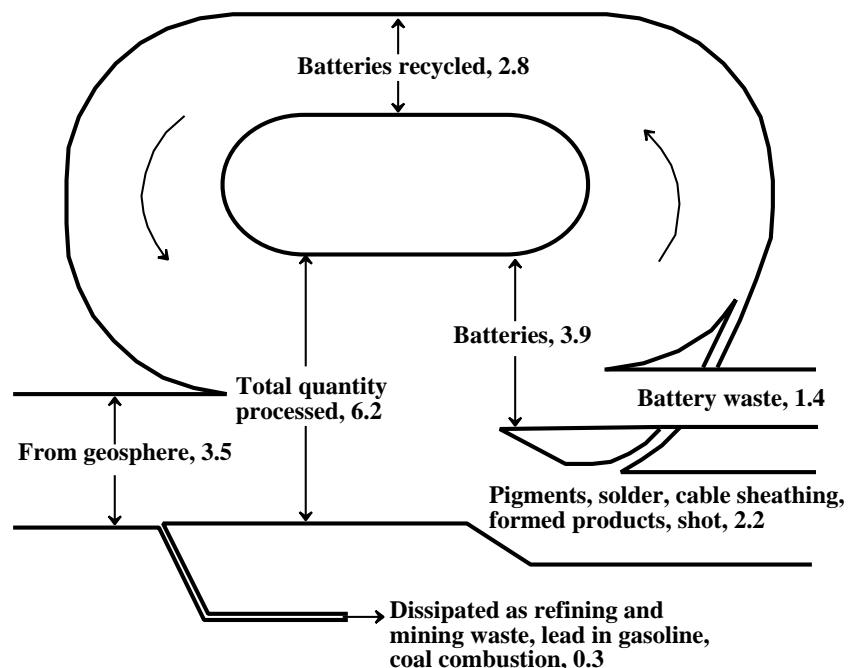 Batteries recycled, 2.8
Batteries, 3.9
Total quantity
processed, 6.2
Battery waste, 1.4
From geosphere, 3.5
Pigments, solder, cable sheathing,
formed products, shot, 2.2
Dissipated as refining and
mining waste, lead in gasoline,
coal combustion, 0.3